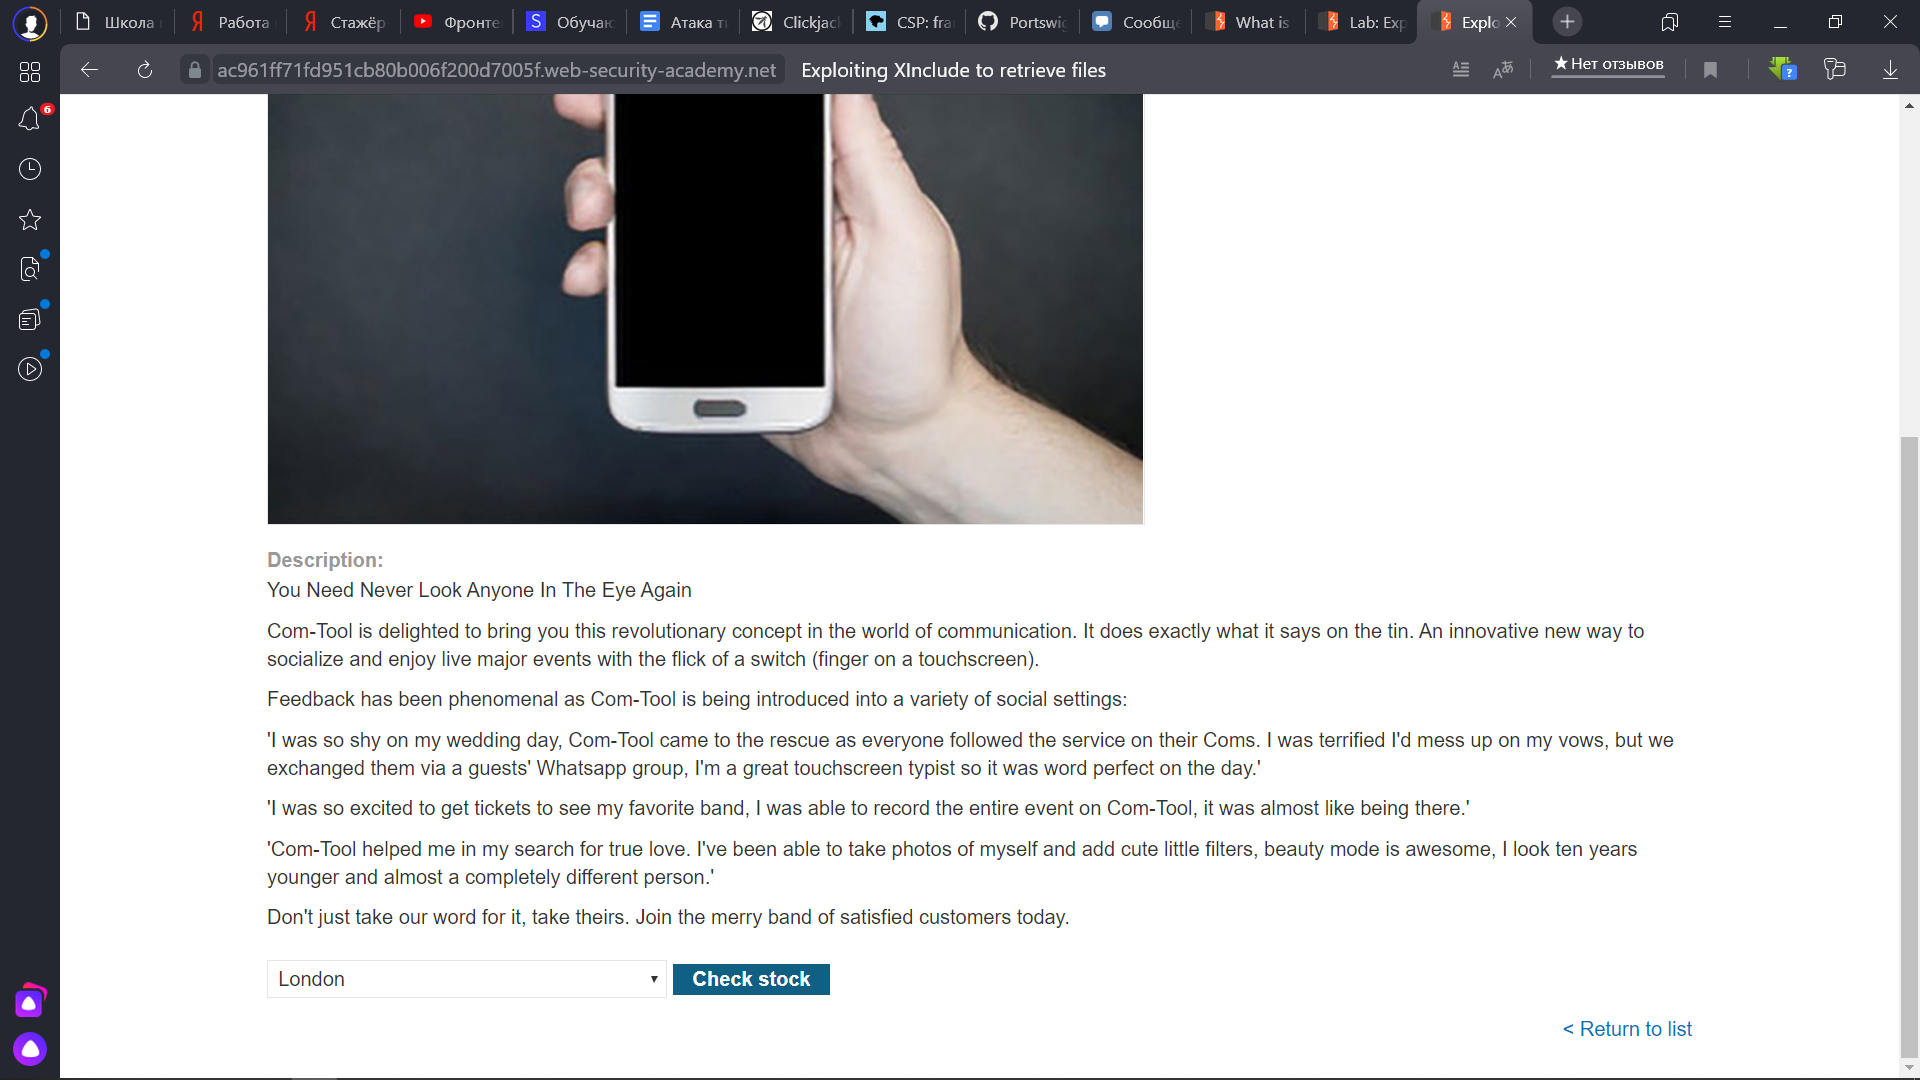 Школа
Я Работа
Я Стажёр
Фронте
S Обучак
Атака ти
Clickjac
CSP: fra
Portswig
Сообще
What is
Lab: Exp
Explo
ac961ff71fd951cb80b006f200d7005f.web-security-academy.net Exploiting XInclude to retrieve files
★ Нет отзывов
6
Description:
You Need Never Look Anyone In The Eye Again
Com-Tool is delighted to bring you this revolutionary concept in the world of communication. It does exactly what it says on the tin. An innovative new way to
socialize and enjoy live major events with the flick of a switch (finger on a touchscreen).
Feedback has been phenomenal as Com-Tool is being introduced into a variety of social settings:
'I was so shy on my wedding day, Com-Tool came to the rescue as everyone followed the service on their Coms. I was terrified I'd mess up on my vows, but we
exchanged them via a guests' Whatsapp group, I'm a great touchscreen typist so it was word perfect on the day.'
'I was so excited to get tickets to see my favorite band, I was able to record the entire event on Com-Tool, it was almost like being there.'
'Com-Tool helped me in my search for true love. I've been able to take photos of myself and add cute little filters, beauty mode is awesome, I look ten years
younger and almost a completely different person.'
Don't just take our word for it, take theirs. Join the merry band of satisfied customers today.
London
Check stock
< Return to list